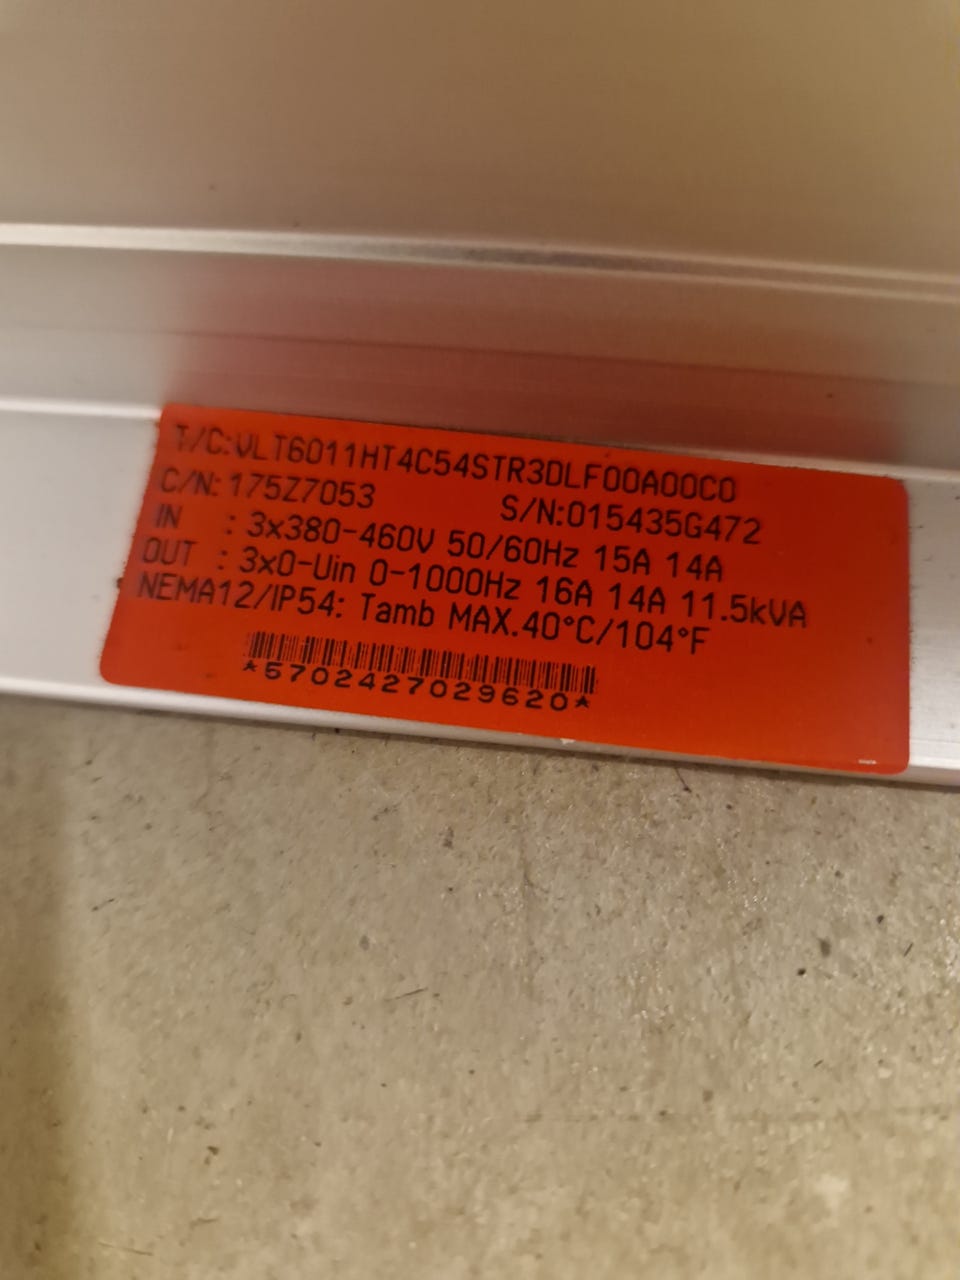 T/C:VLT6011HT4C54STR3DLF00A00C0
C/N:175Z7053 S/N:015435G472
IN : 3x380-460V 50/60Hz 15A 14A
OUT : 3x0-Uin 0-1000Hz 16A 14A 11.5kVA
NEMA12/IP54: Tamb MAX.40°C/104°F
*5702427029620*